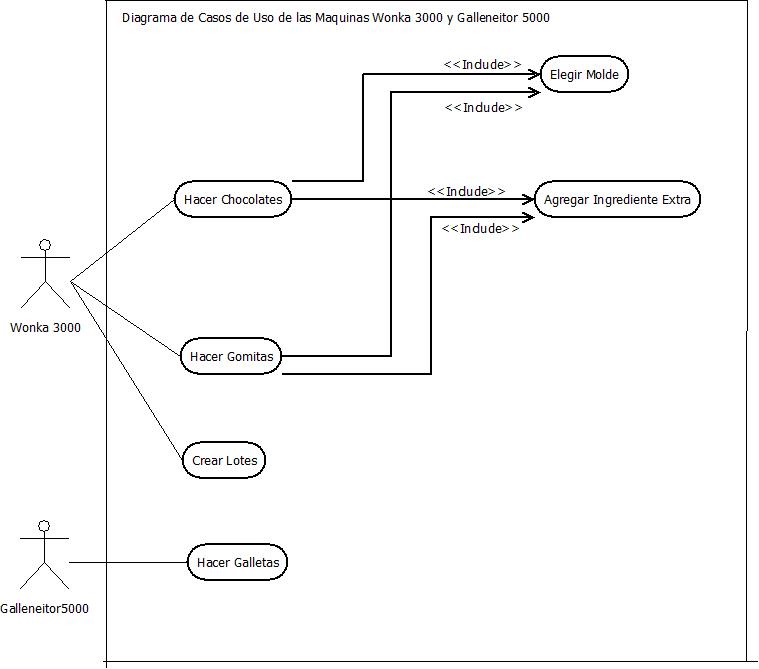 Diagrama de Casos de Uso de las Maquinas Wonka 3000 y Galleneitor 5000
<<Include>>
Elegir Molde
<<Include>>
Hacer Chocolates
<<Include>>
Agregar Ingrediente Extra
<<Include>>
Wonka 3000
Hacer Gomitas
Crear Lotes
Hacer Galletas
Galleneitor5000